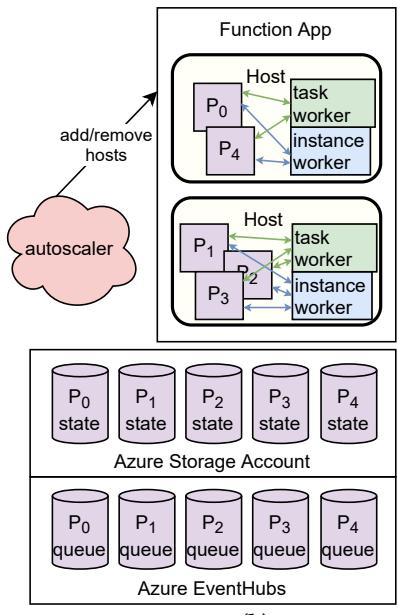 Function App
Host
P0
P4
task
worker
instance
worker
add/remove
hosts
autoscaler
Host
P1
P2
P3
task
worker
instance
worker
P0 state
P1 state
P2 state
P3 state
P4 state
Azure Storage Account
P0 queue
P1 queue
P2 queue
P3 queue
P4 queue
Azure EventHubs